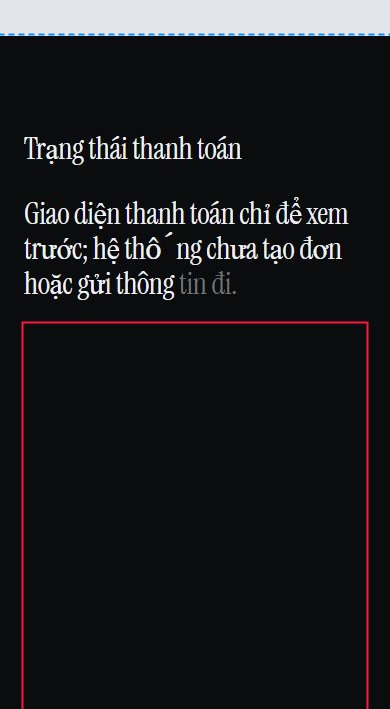 Trạng thái thanh toán
Giao diện thanh toán chỉ để xem
trước; hệ thống chưa tạo đơn
hoặc gửi thông tin đi.